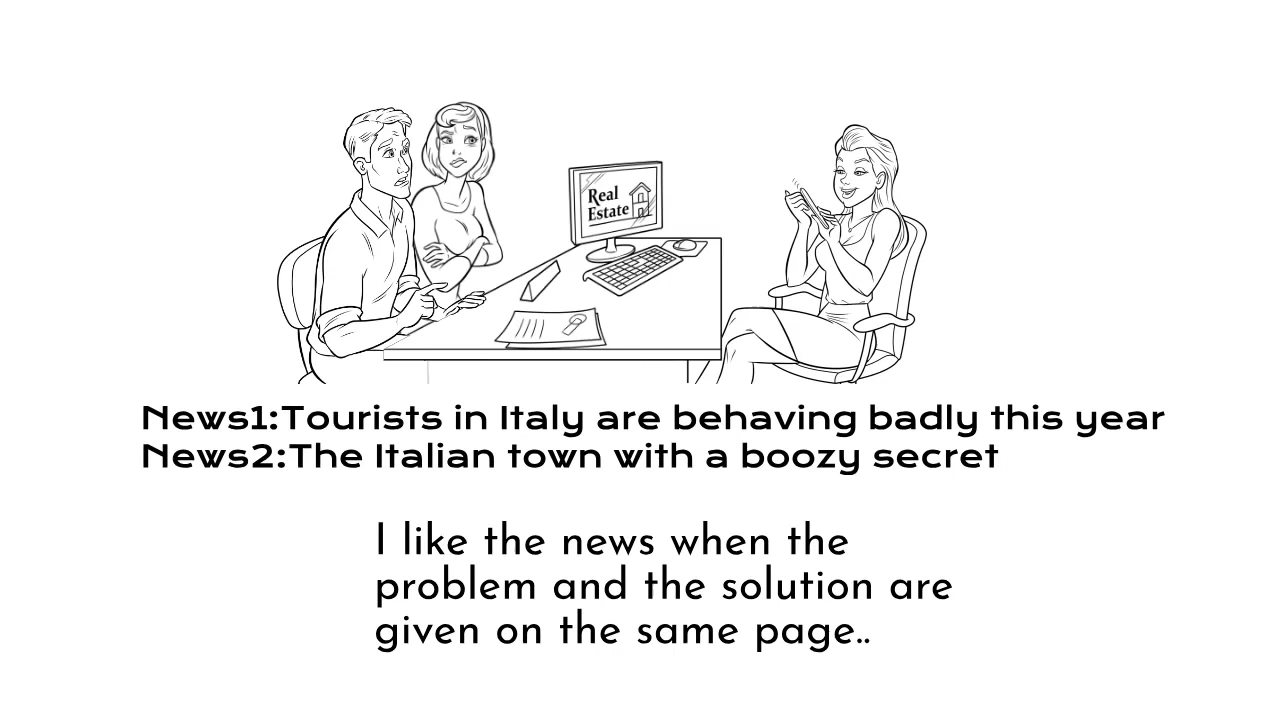 Real
Estate
News1:Tourists in Italy are behaving badly this year
News2:The Italian town with a boozy secret
I like the news when the
problem and the solution are
given on the same page..